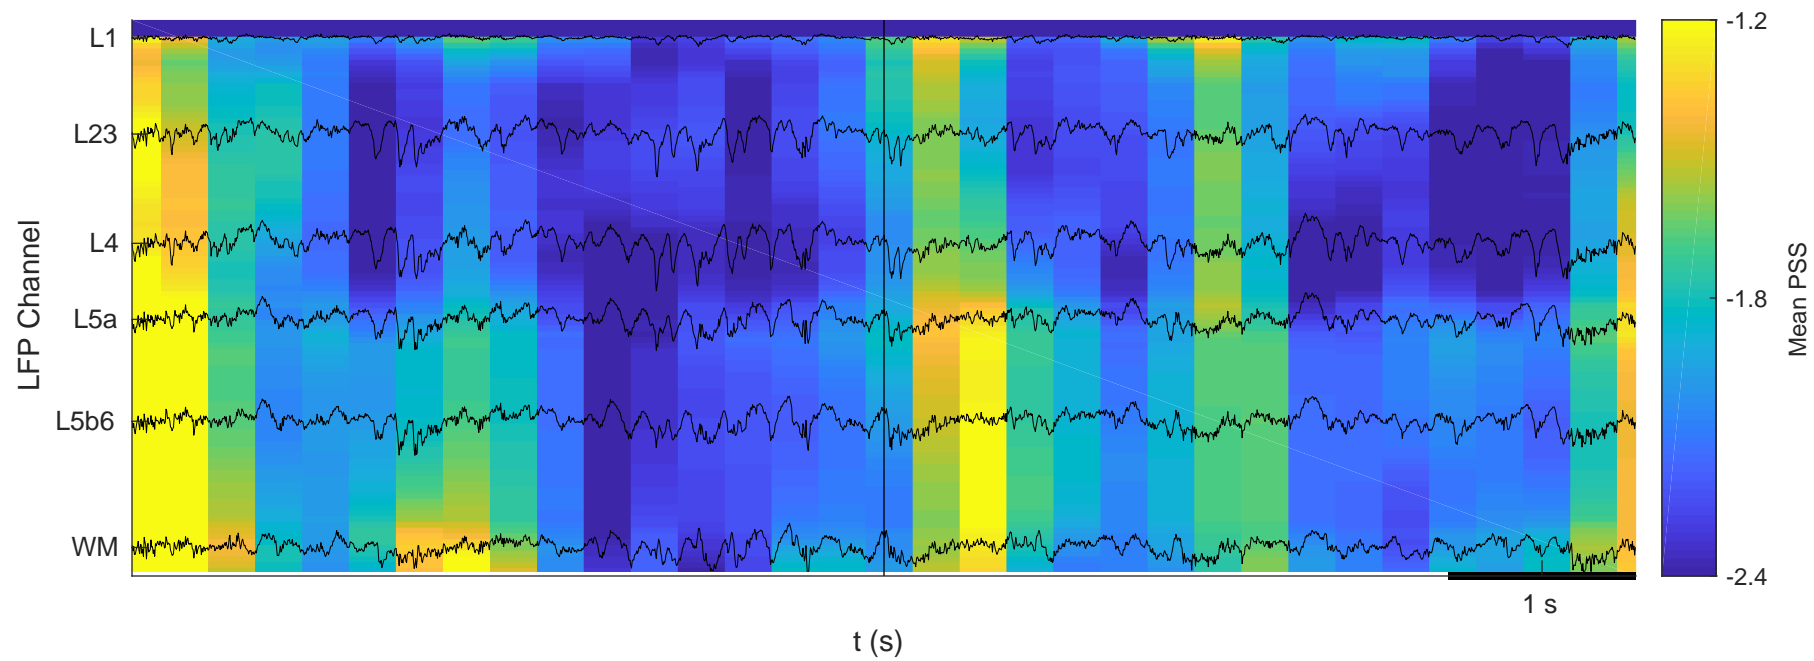 L1
L23
L4
L5a
L5b6
WM
LFP Channel
1 s
t (s)
-1.2
-1.8
-2.4
Mean PSS